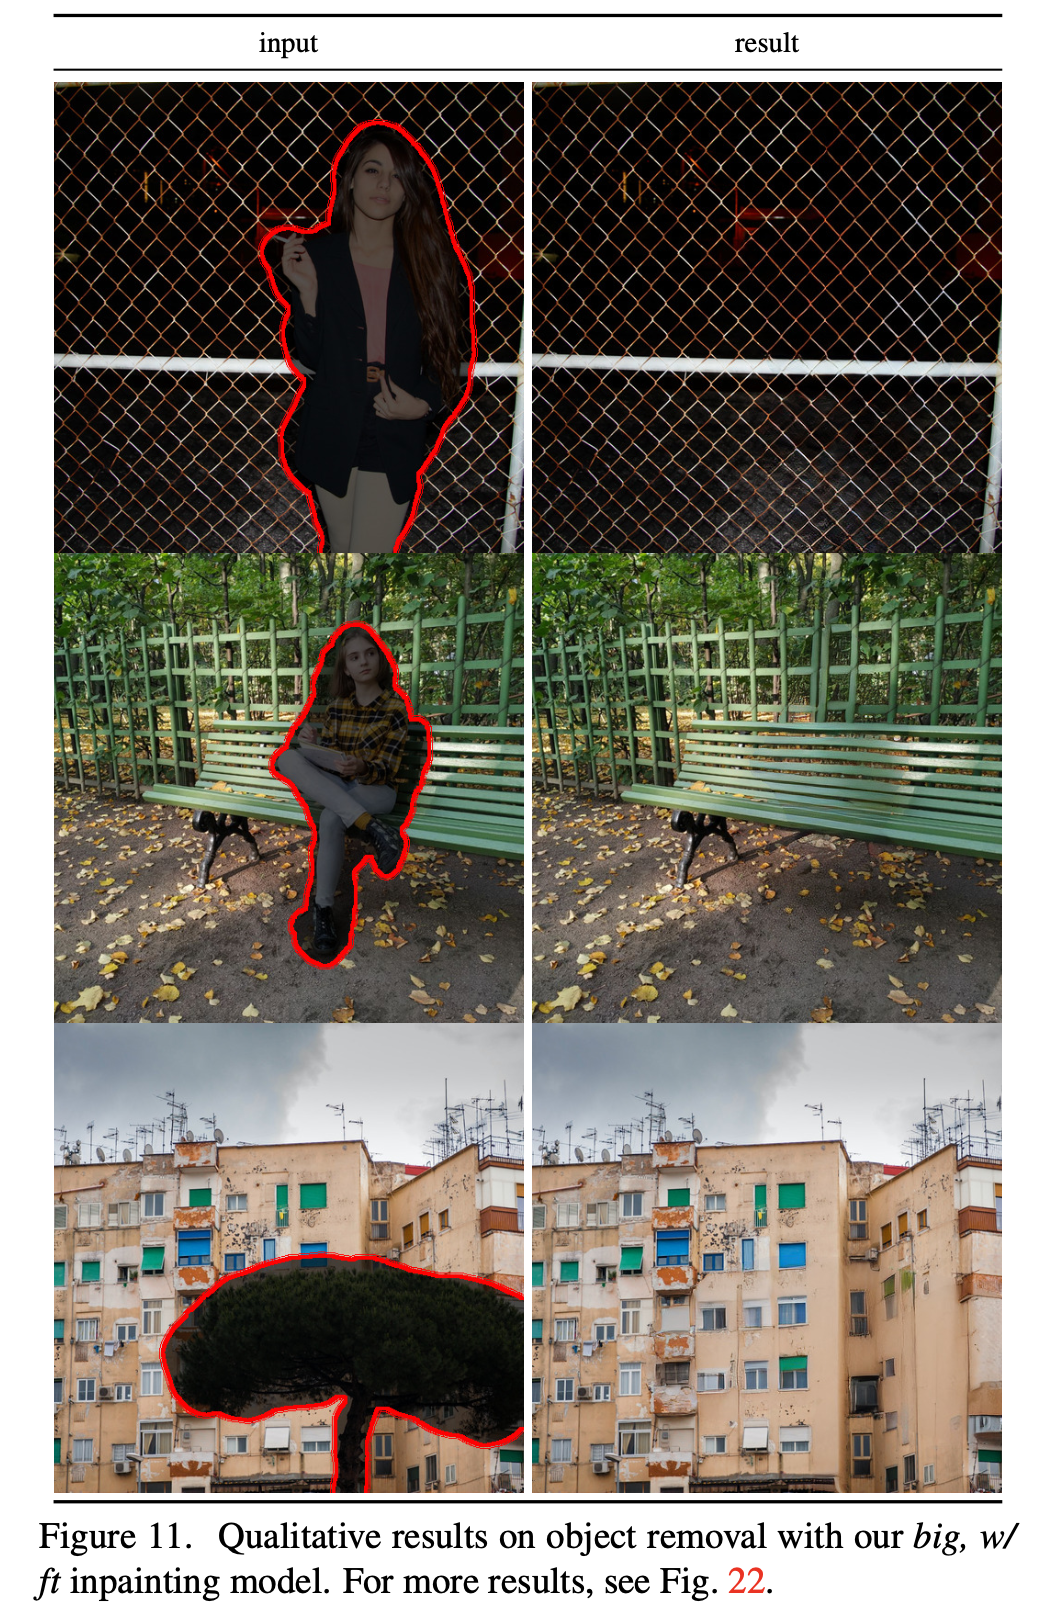 input result
Figure 11. Qualitative results on object removal with our big, w/
ft inpainting model. For more results, see Fig. 22.